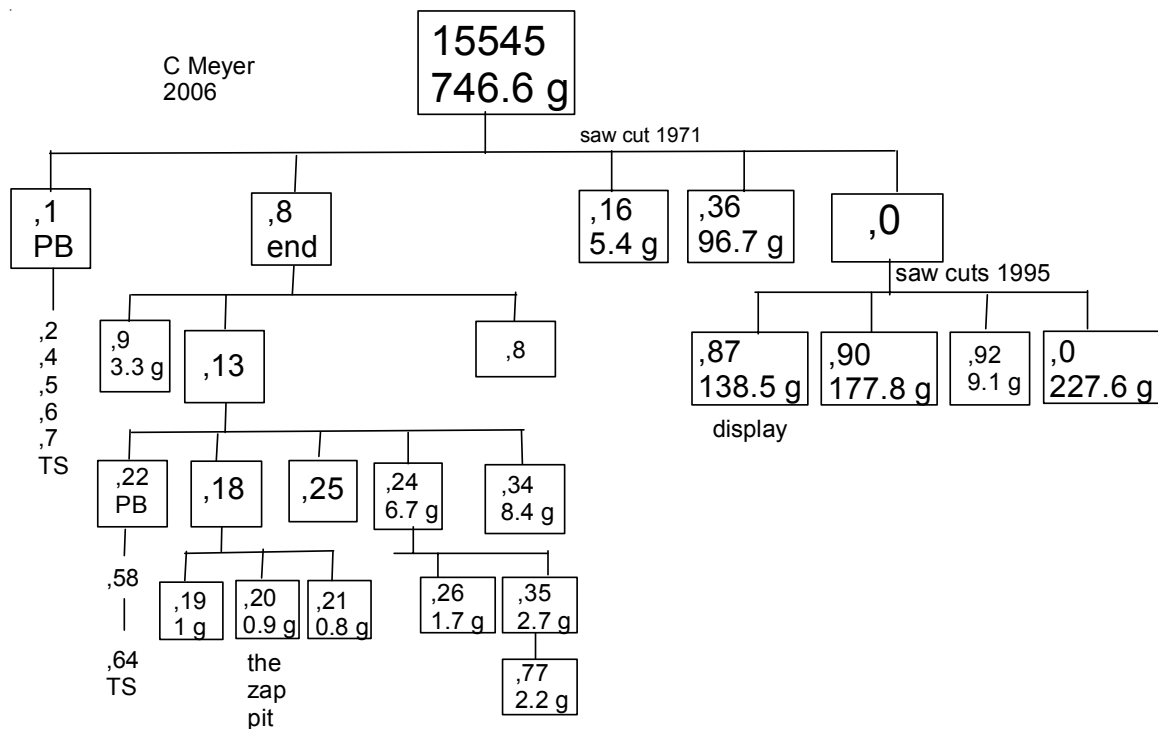 C Meyer
2006
15545
746.6 g
saw cut 1971
,1
PB
,8
end
,16
5.4 g
,36
96.7 g
,0
saw cuts 1995
,2
,4
,5
,6
,7
TS
,9
3.3 g
,13
,8
,87
138.5 g
display
,90
177.8 g
,92
9.1 g
,0
227.6 g
,22
PB
,18
,25
,24
6.7 g
,34
8.4 g
,58
,64
TS
,19
1 g
,20
0.9 g
the
zap
pit
,21
0.8 g
,26
1.7 g
,35
2.7 g
,77
2.2 g